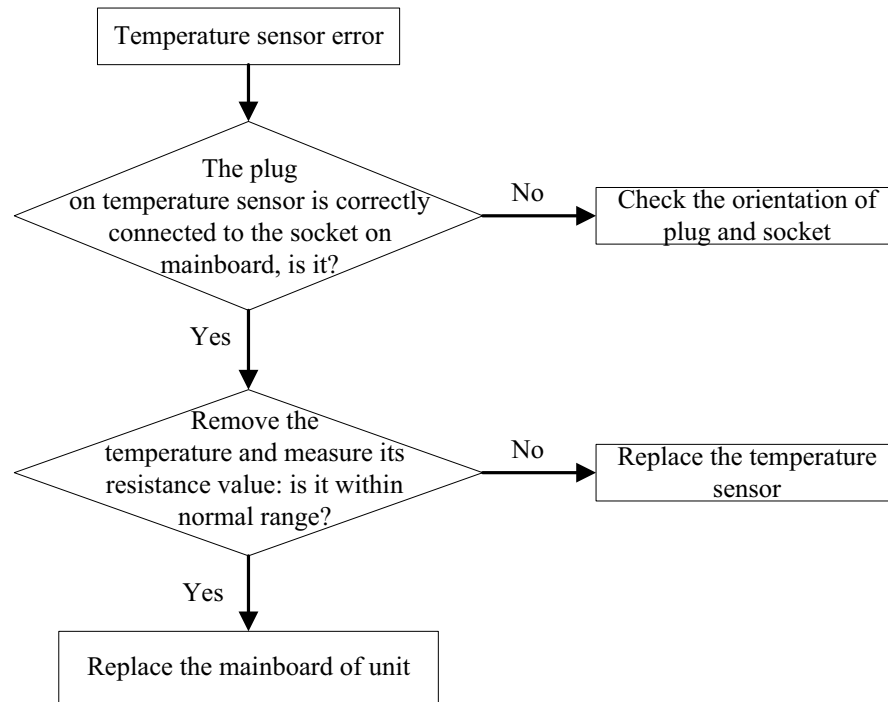 Temperature sensor error
The plug
on temperature sensor is correctly
connected to the socket on
mainboard, is it?
No
Check the orientation of
plug and socket
Yes
Remove the
temperature and measure its
resistance value: is it within
normal range?
No
Replace the temperature
sensor
Yes
Replace the mainboard of unit